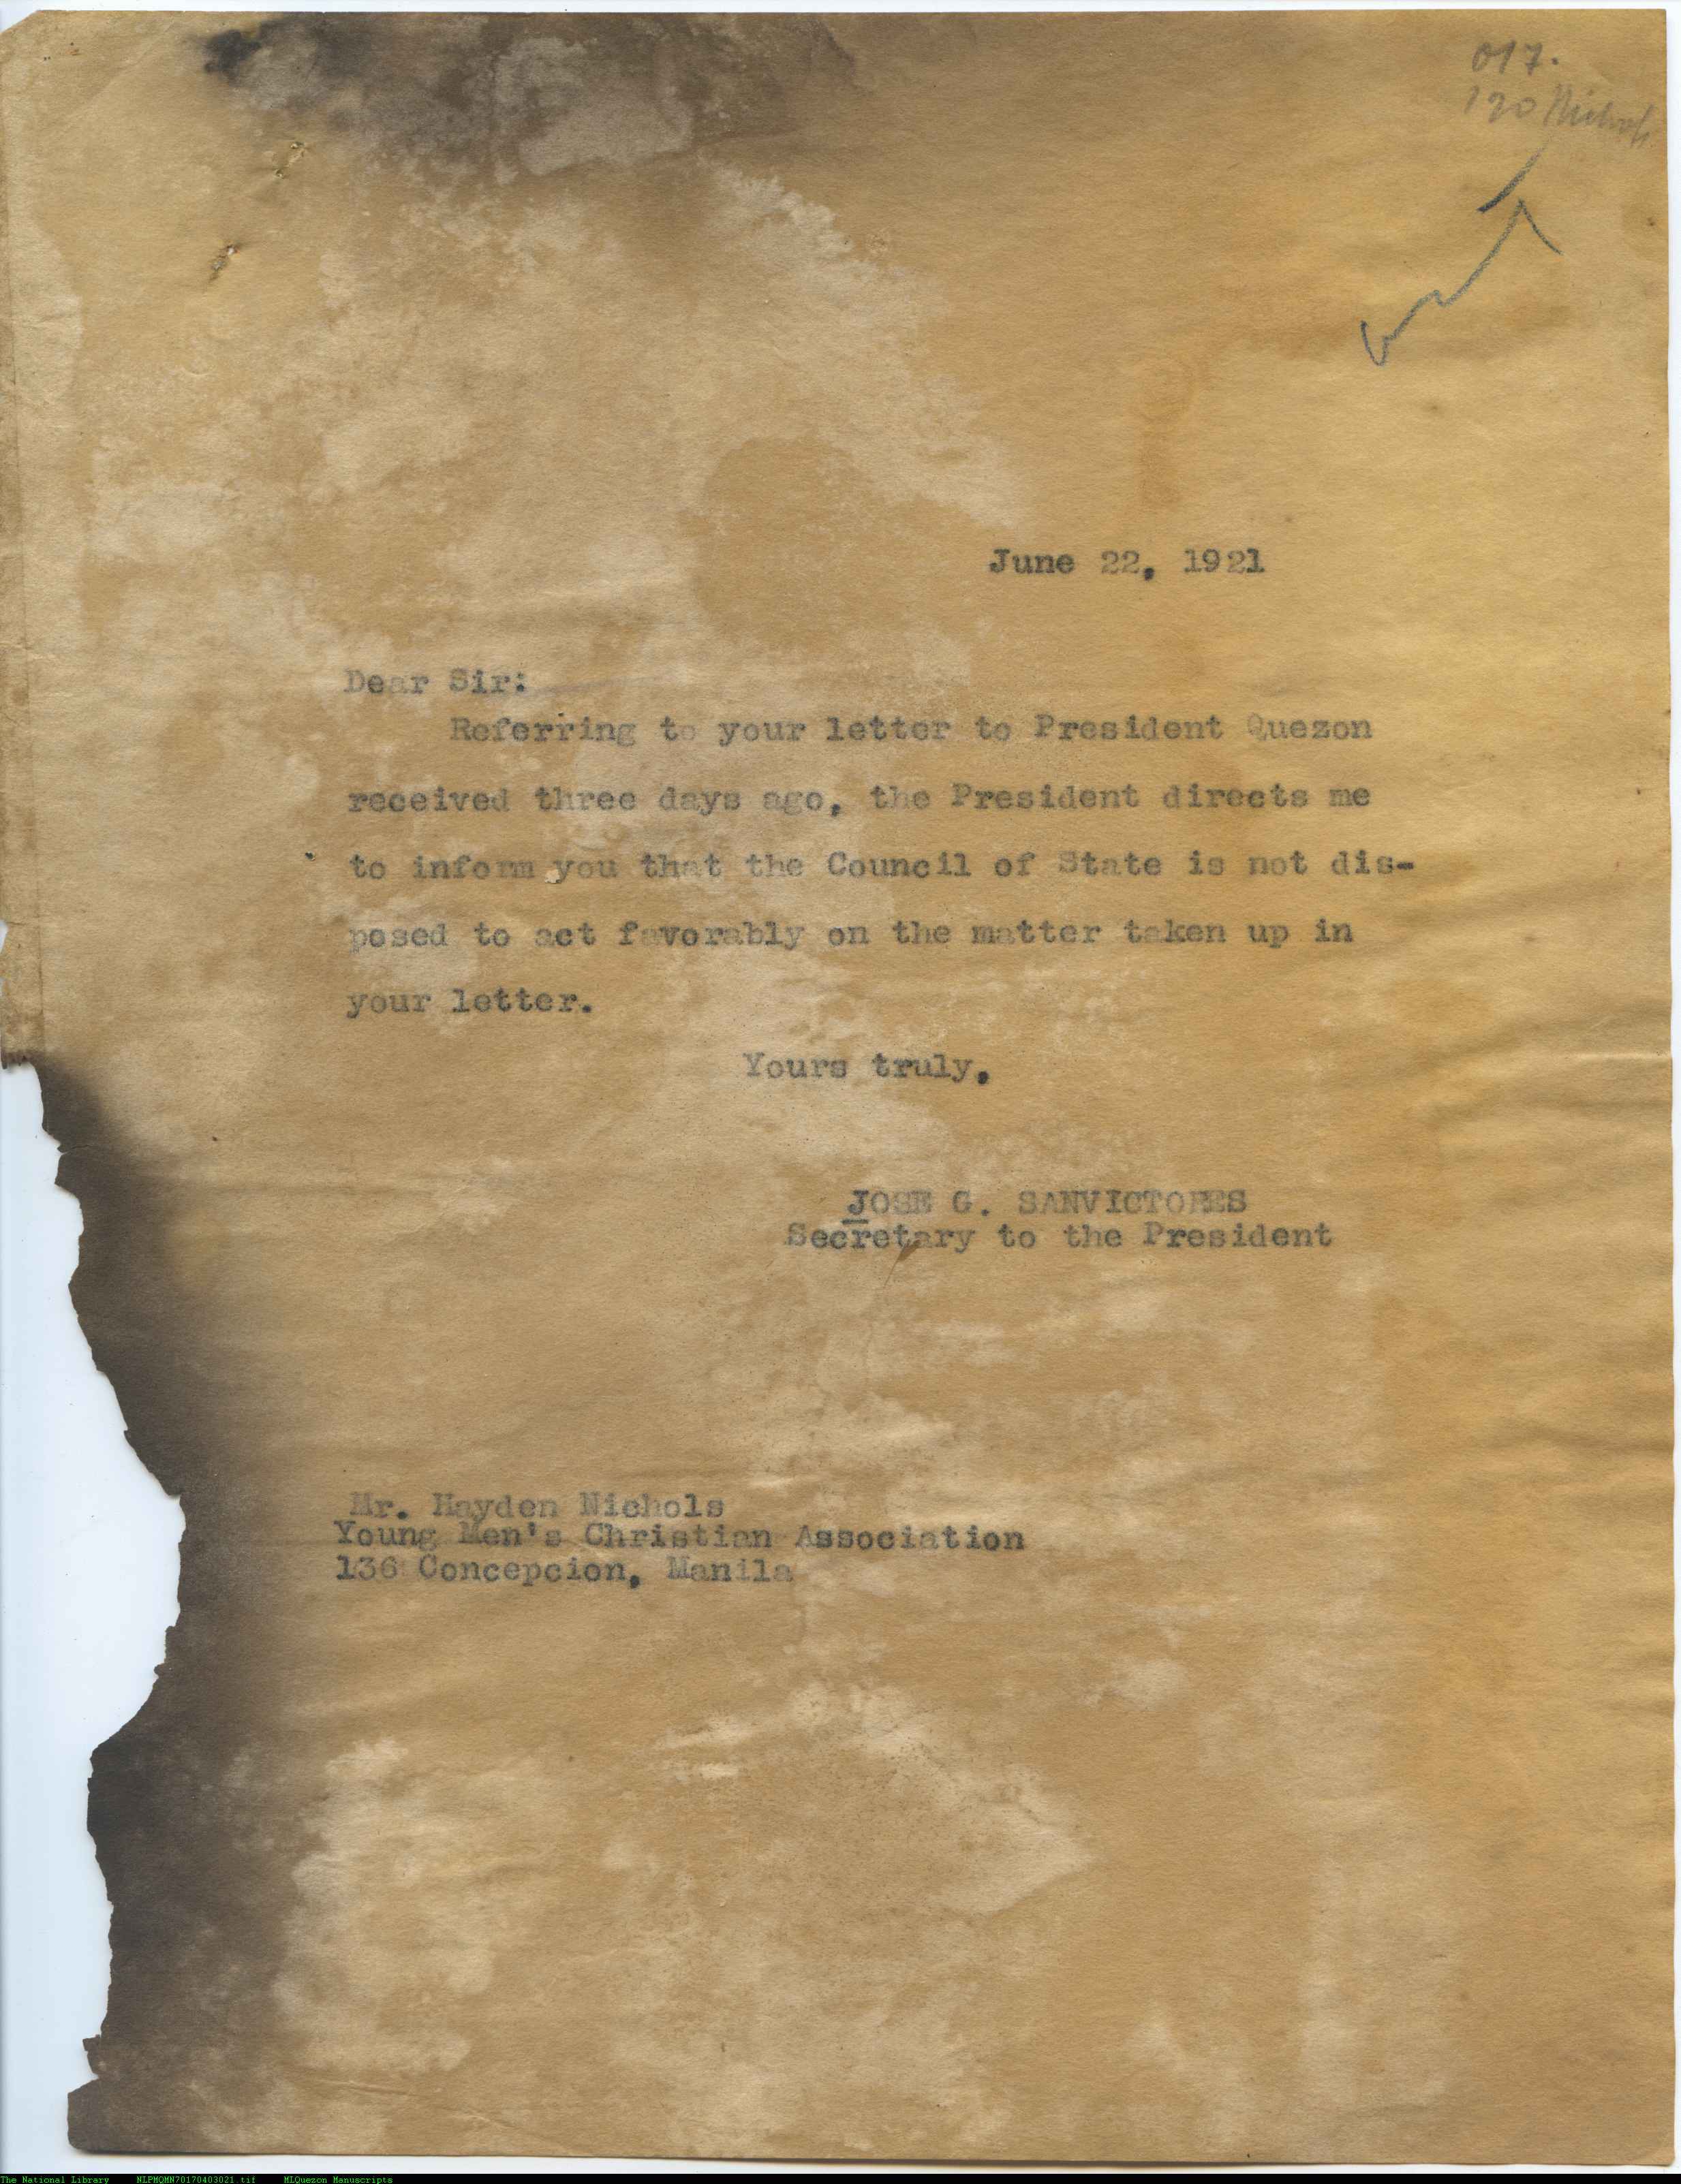 017.
190 Nichols
June 22, 1921
Dear Sir:
Referring to your letter to President Quezon
received three days ago, the President directs me
to inform you that the Council of State is not dis-
posed to act favorably on the matter taken up in
your letter.
Yours truly,
JOSE G. SANVICTORES
Secretary to the President
Mr. Hayden Nichols
Young Men's Christian Association
136 Concepcion, Manila
The National Library NLPMQMN70170403021.tif MLQuezon Manuscripts